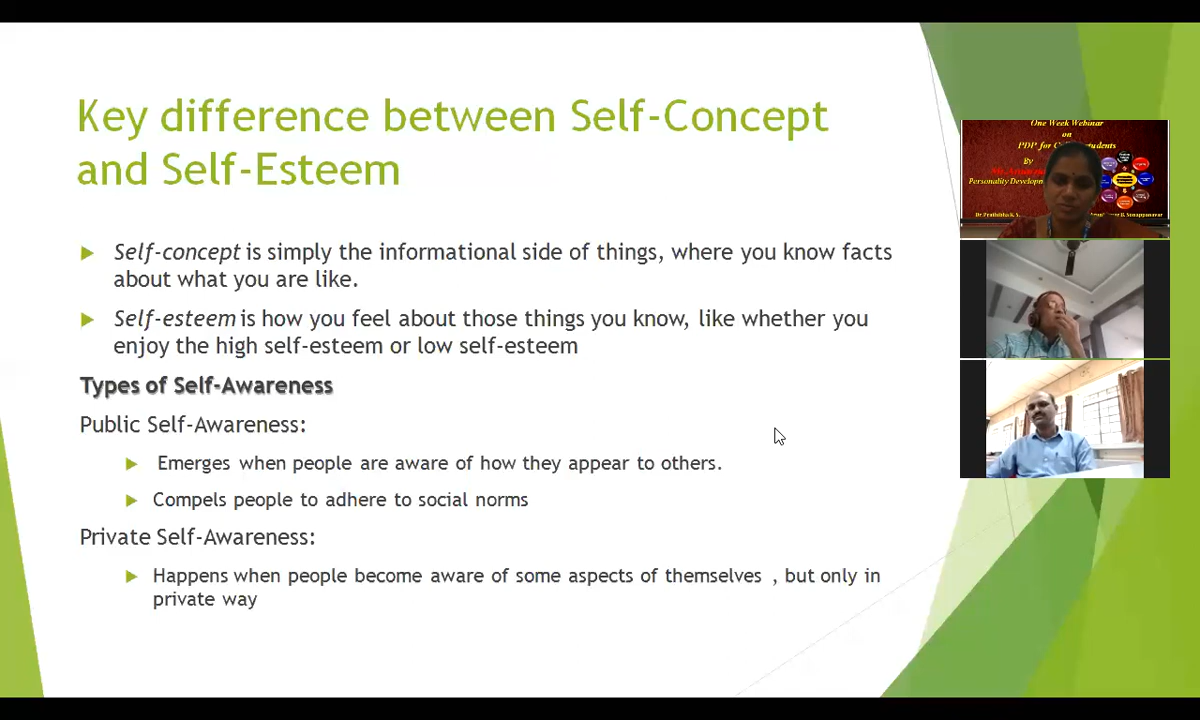 Key difference between Self-Concept
and Self-Esteem
Self-concept is simply the informational side of things, where you know facts
about what you are like.
Self-esteem is how you feel about those things you know, like whether you
enjoy the high self-esteem or low self-esteem
Types of Self-Awareness
Public Self-Awareness:
Emerges when people are aware of how they appear to others.
Compels people to adhere to social norms
Private Self-Awareness:
Happens when people become aware of some aspects of themselves , but only in
private way
One Week Webinar
on
PDP for
By
Personality